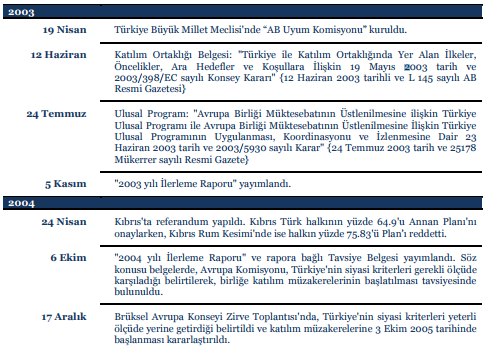 2003
19 Nisan Türkiye Büyük Millet Meclisi'nde "AB Uyum Komisyonu" kuruldu.
12 Haziran Katılım Ortaklığı Belgesi: "Türkiye ile Katılım Ortaklığında Yer Alan İlkeler,
Öncelikler, Ara Hedefler ve Koşullara İlişkin 19 Mayıs 2003 tarih ve
2003/398/EC sayılı Konsey Kararı" {12 Haziran 2003 tarihli ve L 145 sayılı AB
Resmi Gazetesi}
24 Temmuz Ulusal Program: "Avrupa Birliği Müktesebatının Üstlenilmesine ilişkin Türkiye
Ulusal Programı ile Avrupa Birliği Müktesebatının Üstlenilmesine İlişkin Türkiye
Ulusal Programının Uygulanması, Koordinasyonu ve İzlenmesine Dair 23
Haziran 2003 tarih ve 2003/5930 sayılı Karar" {24 Temmuz 2003 tarih ve 25178
Mükerrer sayılı Resmi Gazete}
5 Kasım "2003 yılı İlerleme Raporu" yayımlandı.
2004
24 Nisan Kıbrıs'ta referandum yapıldı. Kıbrıs Türk halkının yüzde 64.9'u Annan Planı'nı
onaylarken, Kıbrıs Rum Kesimi'nde ise halkın yüzde 75.83'ü Plan'ı reddetti.
6 Ekim "2004 yılı İlerleme Raporu" ve rapora bağlı Tavsiye Belgesi yayımlandı. Söz
konusu belgelerde, Avrupa Komisyonu, Türkiye'nin siyasi kriterleri gerekli ölçüde
karşıladığı belirtilerek, birliğe katılım müzakerelerinin başlatılması tavsiyesinde
bulunuldu.
17 Aralık Brüksel Avrupa Konseyi Zirve Toplantısı'nda, Türkiye'nin siyasi kriterleri yeterli
ölçüde yerine getirdiği belirtildi ve katılım müzakerelerine 3 Ekim 2005 tarihinde
başlanması kararlaştırıldı.